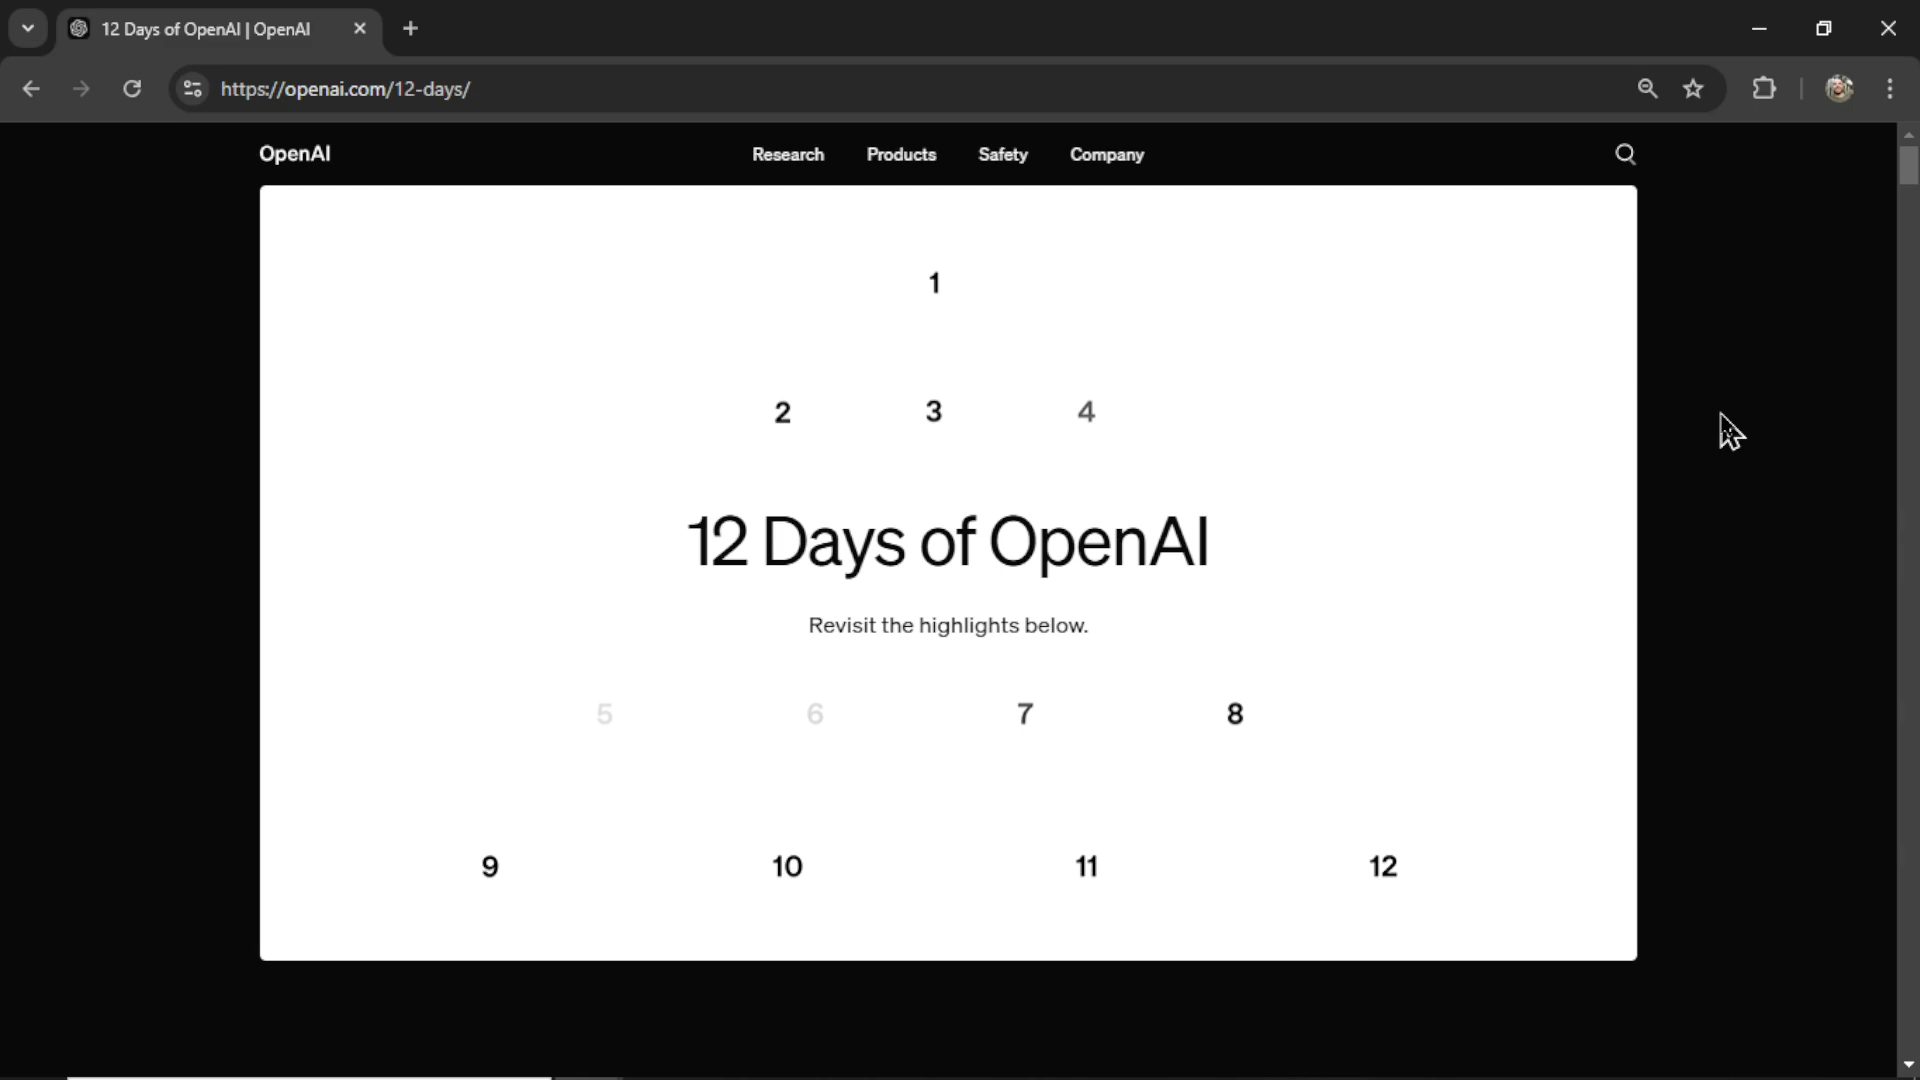 12 Days of OpenAI | OpenAI
https://openai.com/12-days/
OpenAI Research Products Safety Company
1
2 3 4
12 Days of OpenAI
Revisit the highlights below.
5 6 7 8
9 10 11 12